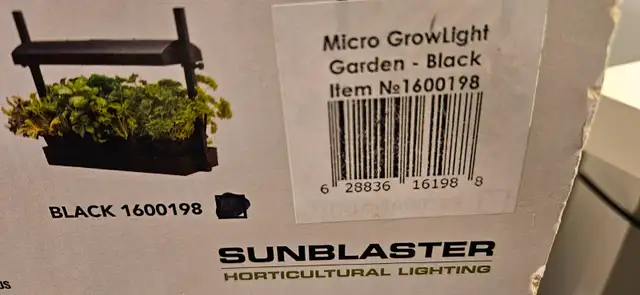 Micro GrowLight
Garden - Black
Item №1600198
6 28836 16198 8
BLACK 1600198
SUNBLASTER
HORTICULTURAL LIGHTING